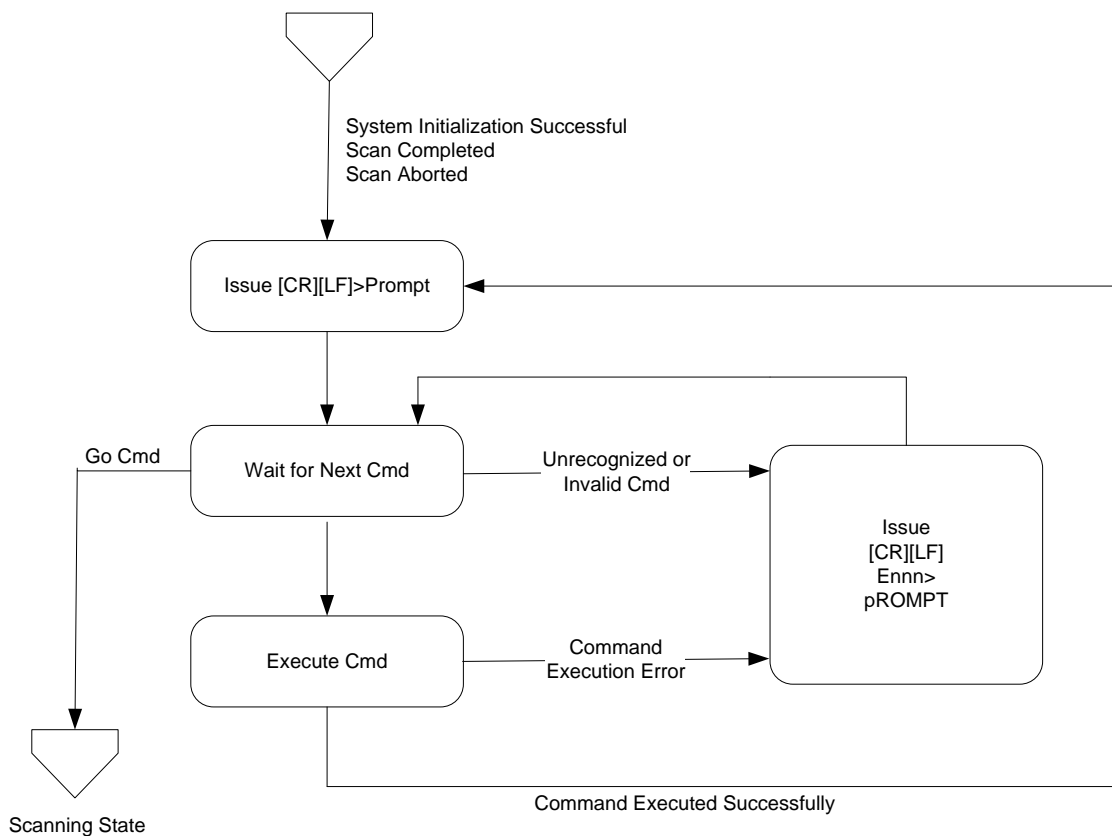 System Initialization Successful
Scan Completed
Scan Aborted
Issue [CR][LF]>Prompt
Go Cmd
Wait for Next Cmd
Unrecognized or
Invalid Cmd
Issue
[CR][LF]
Ennn>
pROMPT
Execute Cmd
Command
Execution Error
Command Executed Successfully
Scanning State